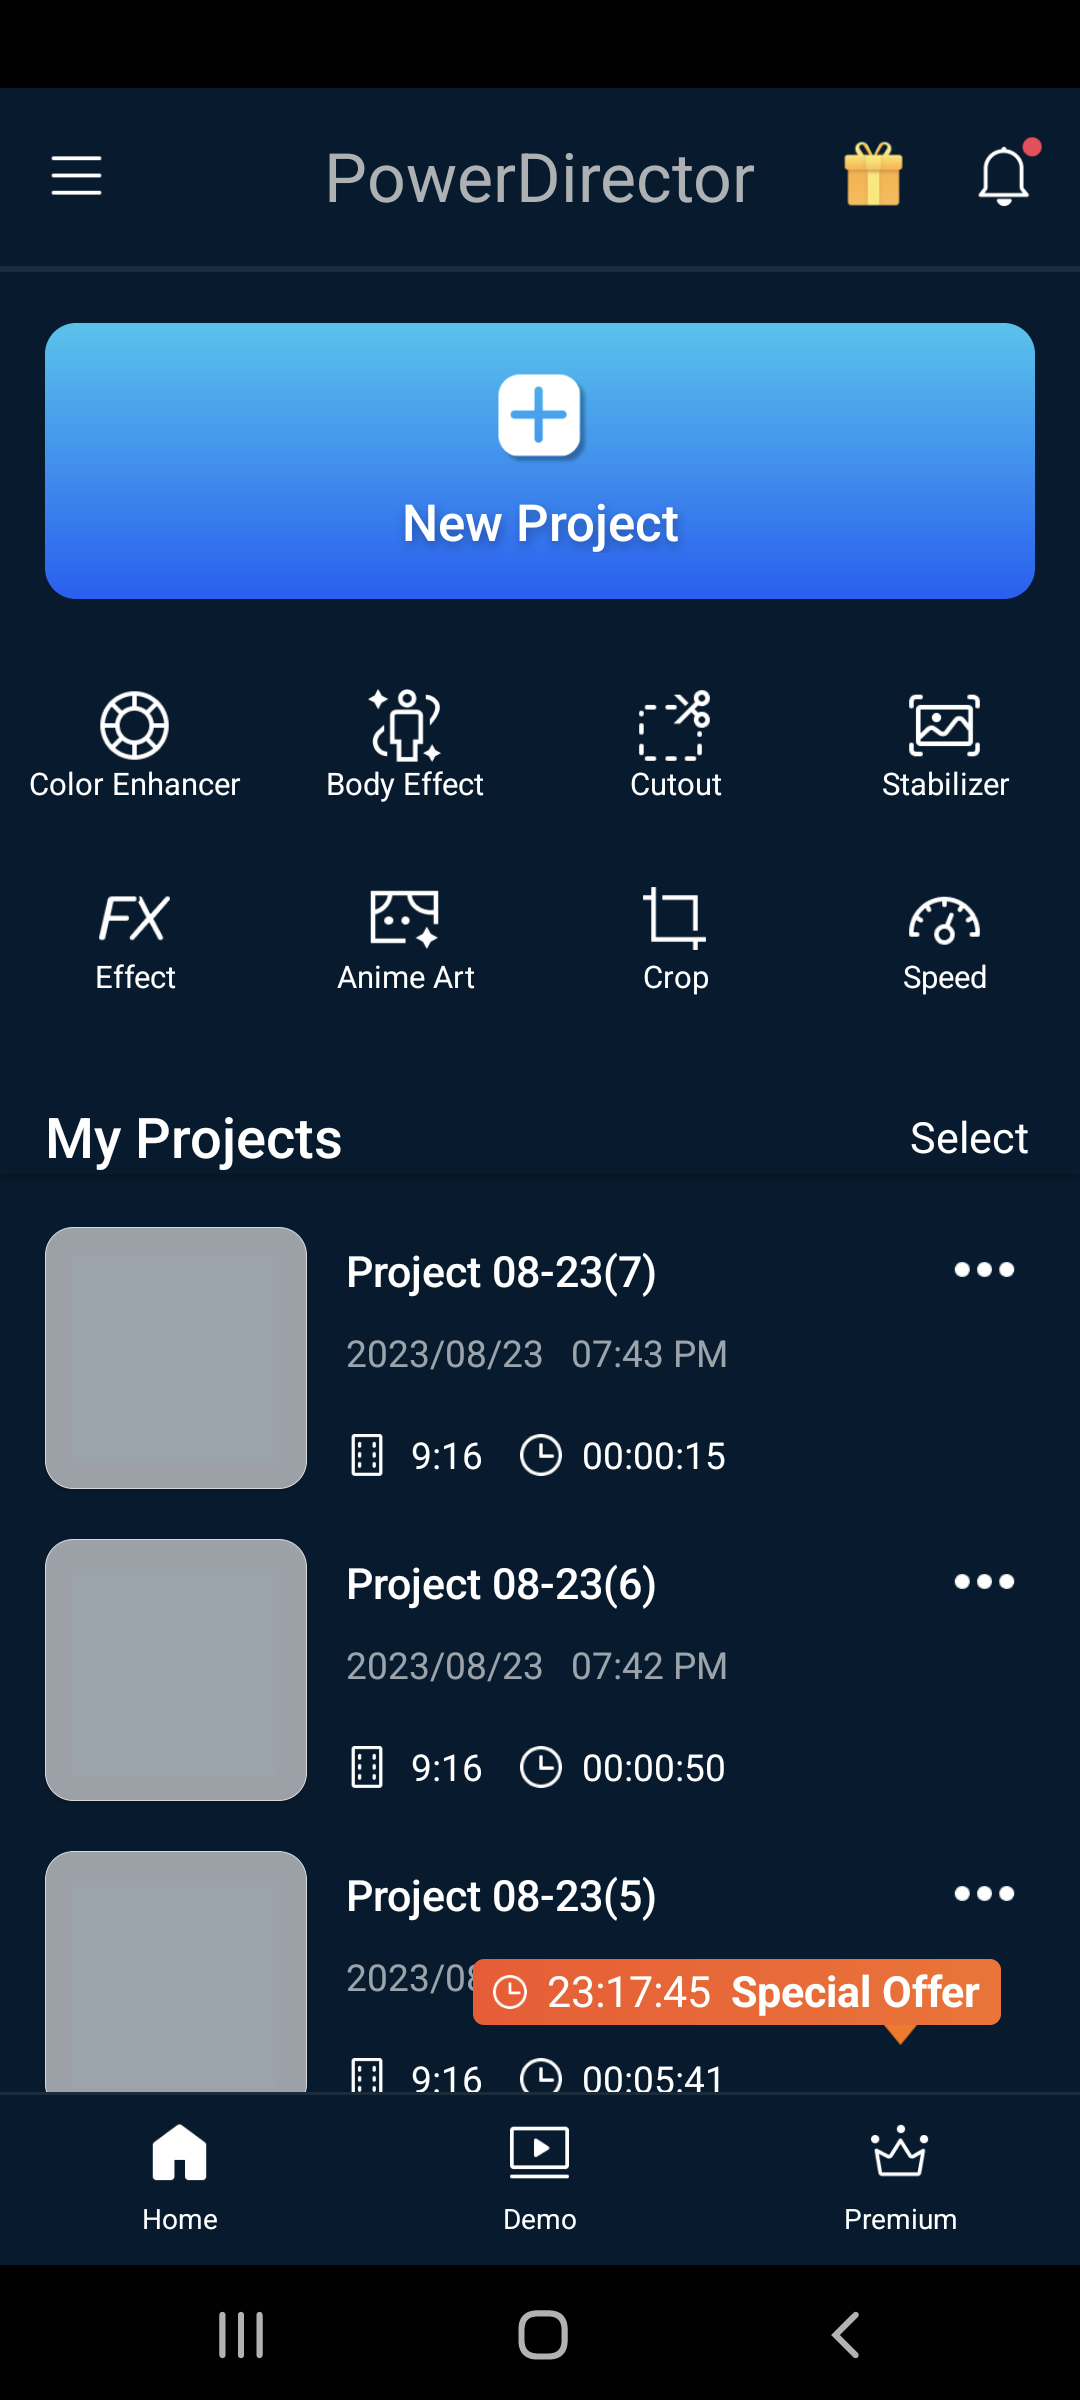 PowerDirector
New Project
Color Enhancer
Body Effect
Cutout
Stabilizer
FX
Effect
Anime Art
Crop
Speed
My Projects
Select
Project 08-23(7)
2023/08/23 07:43 PM
9:16 00:00:15
Project 08-23(6)
2023/08/23 07:42 PM
9:16 00:00:50
Project 08-23(5)
2023/08
23:17:45 Special Offer
9:16 00:05:41
Home
Demo
Premium